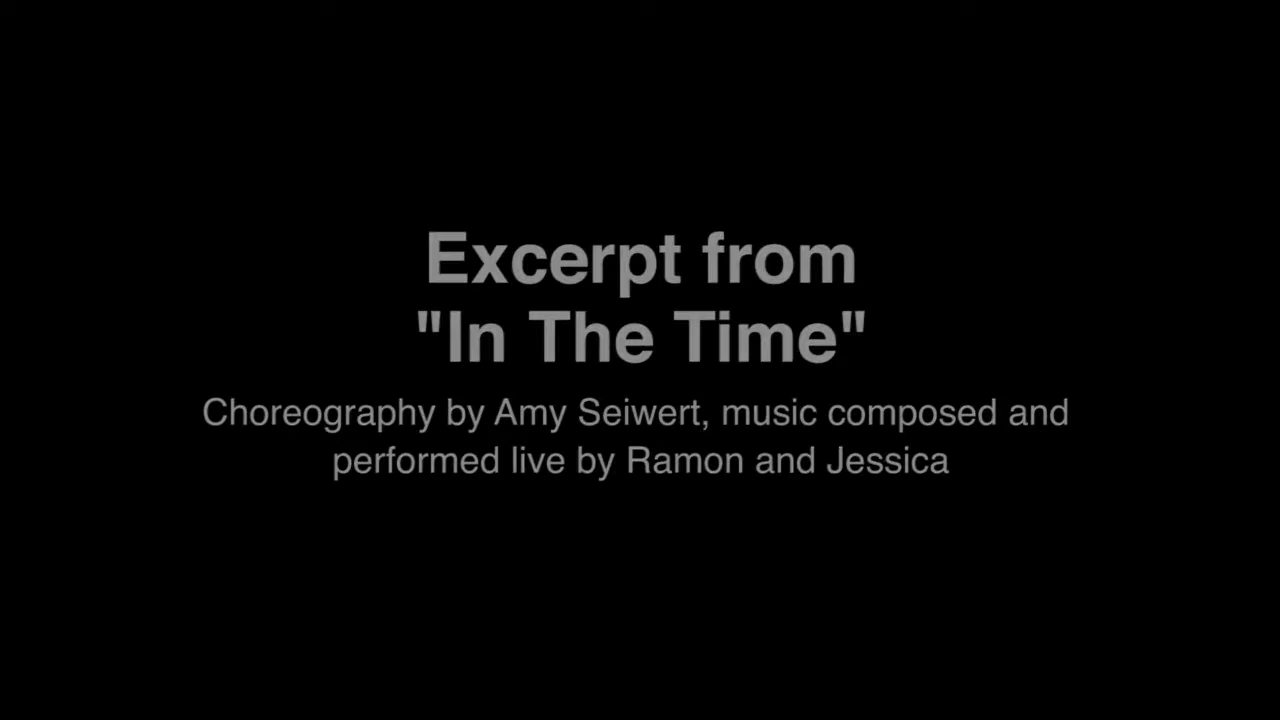 Excerpt from
"In The Time"
Choreography by Amy Seiwert, music composed and
performed live by Ramon and Jessica